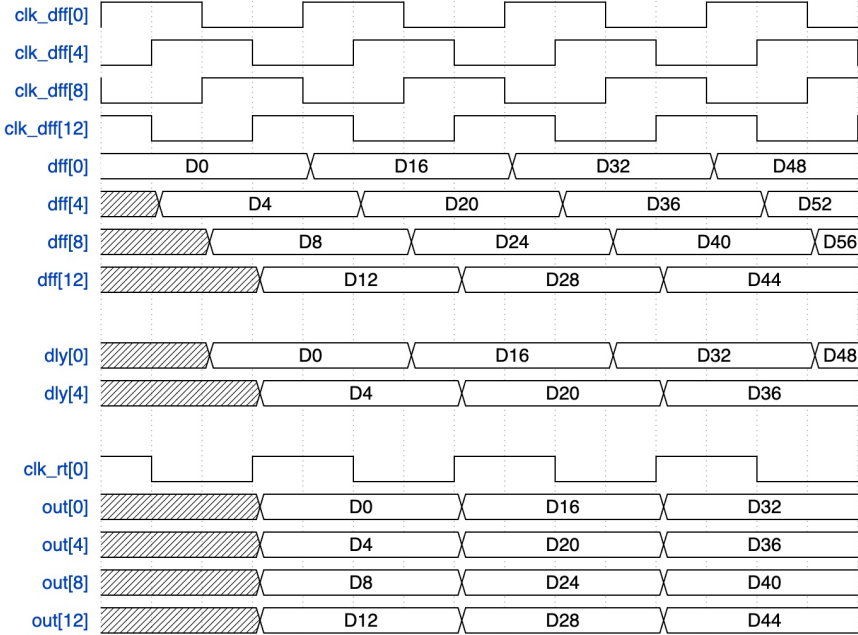 clk_dff[0]
clk_dff[4]
clk_dff[8]
clk_dff[12]
dff[0] D0 D16 D32 D48
dff[4] D4 D20 D36 D52
dff[8] D8 D24 D40 D56
dff[12] D12 D28 D44
dly[0] D0 D16 D32 D48
dly[4] D4 D20 D36
clk_rt[0]
out[0] D0 D16 D32
out[4] D4 D20 D36
out[8] D8 D24 D40
out[12] D12 D28 D44